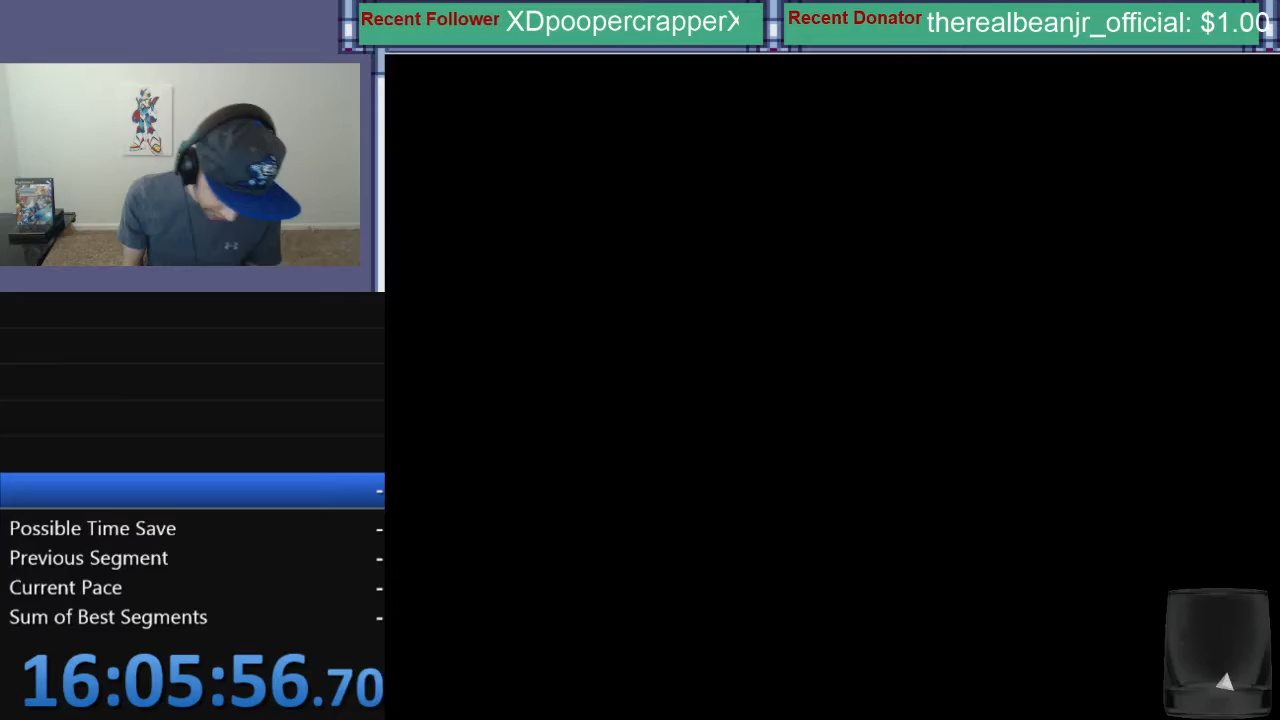 Recent Follower XDpoopercrapperX
Recent Donator therealbeanjr_official: $1.00
-
Possible Time Save -
Previous Segment -
Current Pace -
Sum of Best Segments -
16:05:56.70